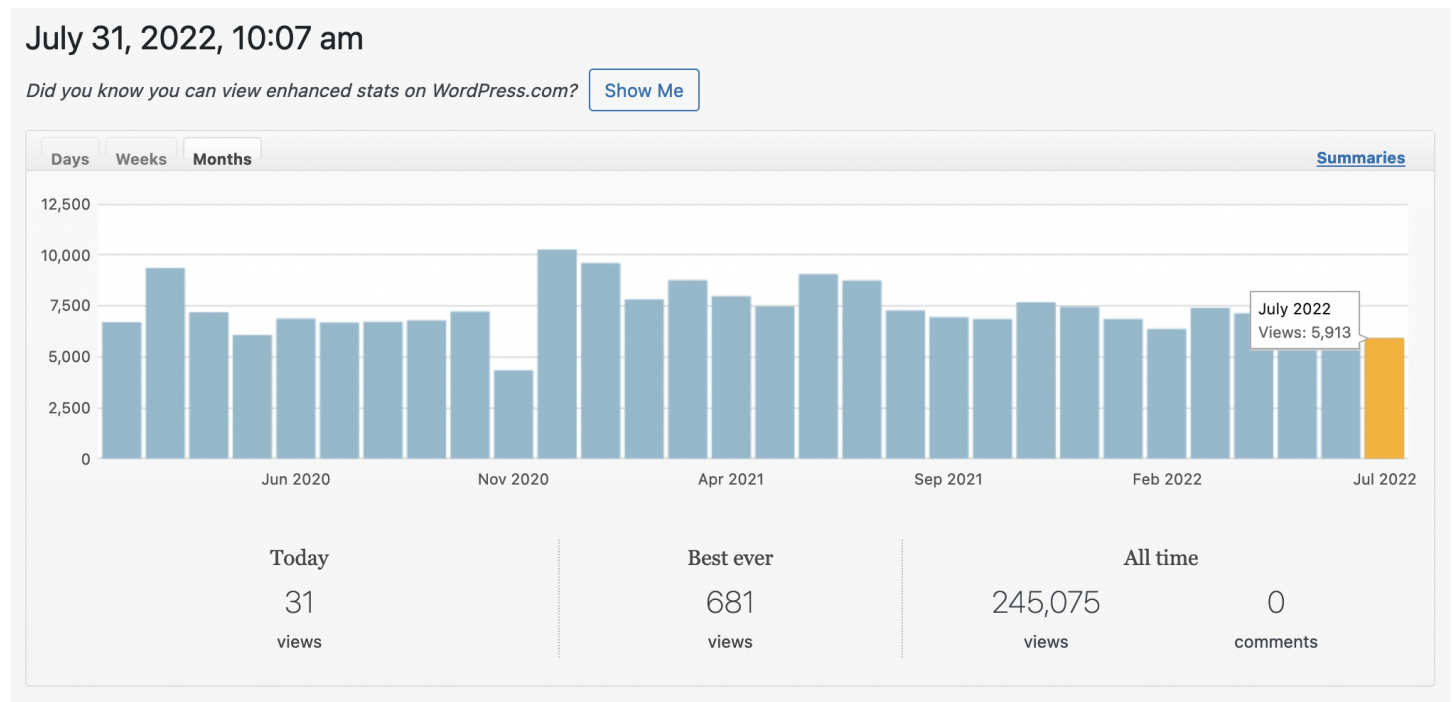 July 31, 2022, 10:07 am
Did you know you can view enhanced stats on WordPress.com? Show Me
Days Weeks Months Summaries
12,500
10,000
7,500
5,000
2,500
0
July 2022
Views: 5,913
Jun 2020 Nov 2020 Apr 2021 Sep 2021 Feb 2022 Jul 2022
Today Best ever All time
31 681 245,075 0
views views views comments